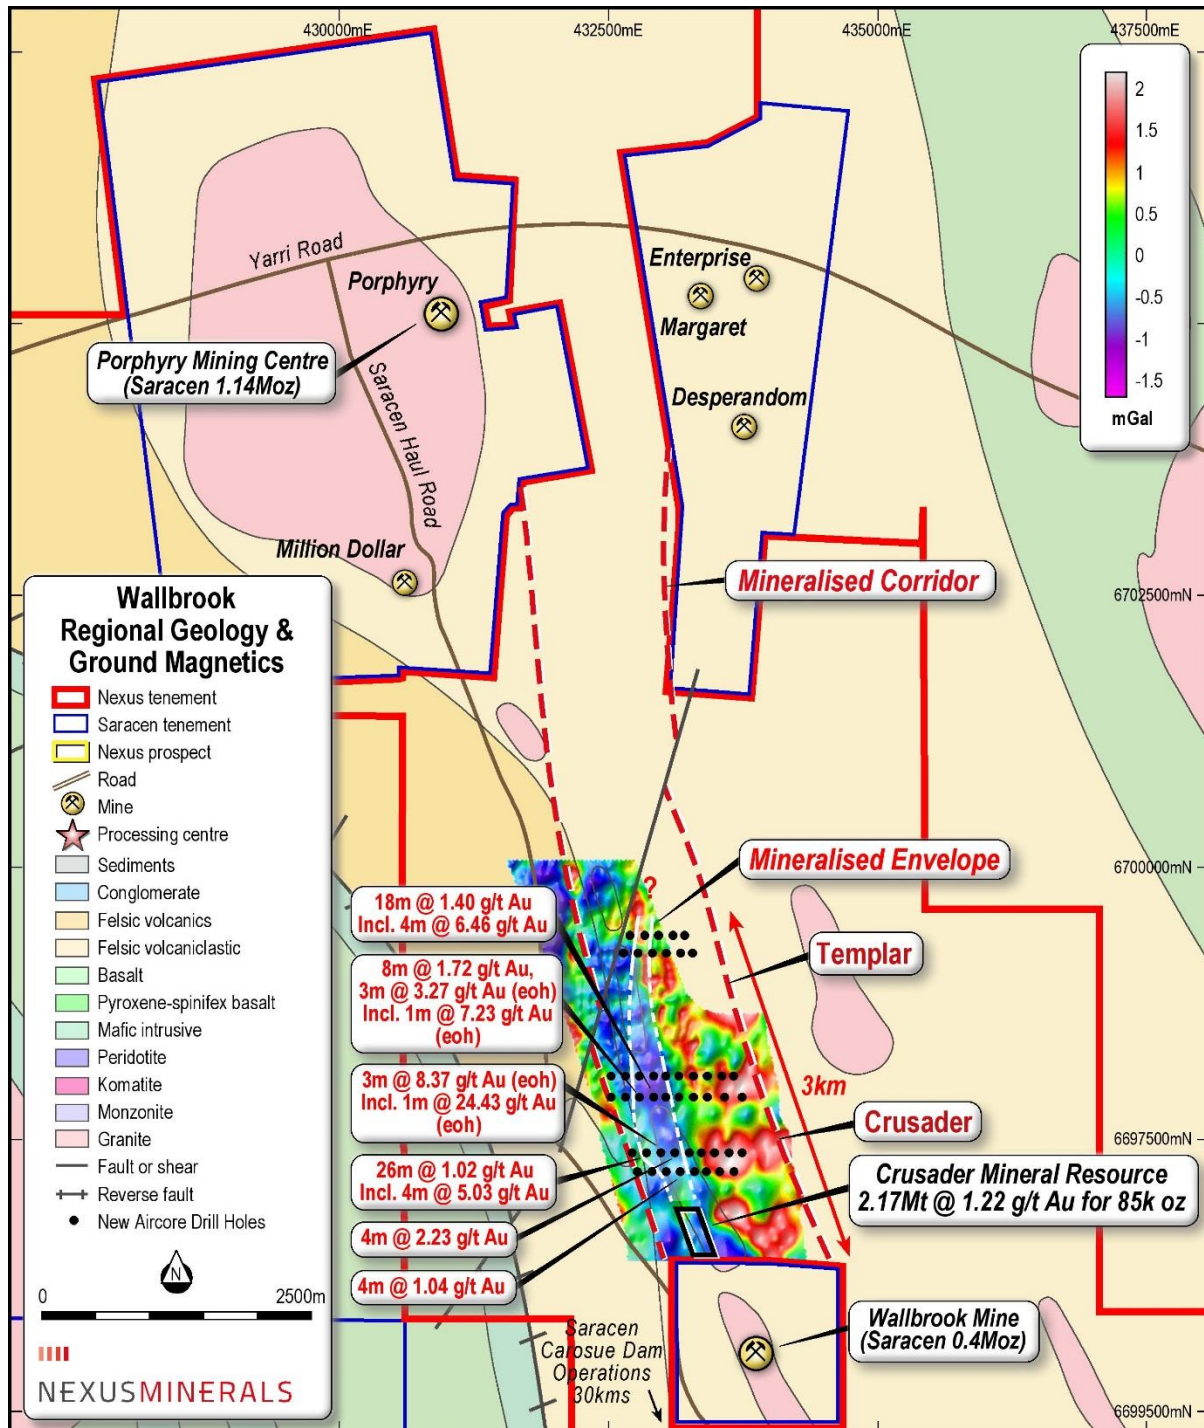 430000mE
432500mE
435000mE
437500mE
2
1.5
1
0.5
0
-0.5
-1
-1.5
mGal
Yarri Road
Porphyry
Enterprise
Margaret
Porphyry Mining Centre
(Saracen 1.14Moz)
Saracen Haul Road
Desperandom
Million Dollar
Mineralised Corridor
6702500mN
Wallbrook
Regional Geology &
Ground Magnetics
Nexus tenement
Saracen tenement
Nexus prospect
Road
Mine
Processing centre
Sediments
Conglomerate
Felsic volcanics
Felsic volcaniclastic
Basalt
Pyroxene-spinifex basalt
Mafic intrusive
Peridotite
Komatite
Monzonite
Granite
Fault or shear
Reverse fault
New Aircore Drill Holes
N
0
2500m
NEXUSMINERALS
Mineralised Envelope
6700000mN
?
18m @ 1.40 g/t Au
Incl. 4m @ 6.46 g/t Au
8m @ 1.72 g/t Au,
3m @ 3.27 g/t Au (eoh)
Incl. 1m @ 7.23 g/t Au
(eoh)
3m @ 8.37 g/t Au (eoh)
Incl. 1m @ 24.43 g/t Au
(eoh)
26m @ 1.02 g/t Au
Incl. 4m @ 5.03 g/t Au
4m @ 2.23 g/t Au
4m @ 1.04 g/t Au
Templar
3km
Crusader
6697500mN
Crusader Mineral Resource
2.17Mt @ 1.22 g/t Au for 85k oz
Wallbrook Mine
(Saracen 0.4Moz)
Saracen
Carosue Dam
Operations
30kms
6699500mN